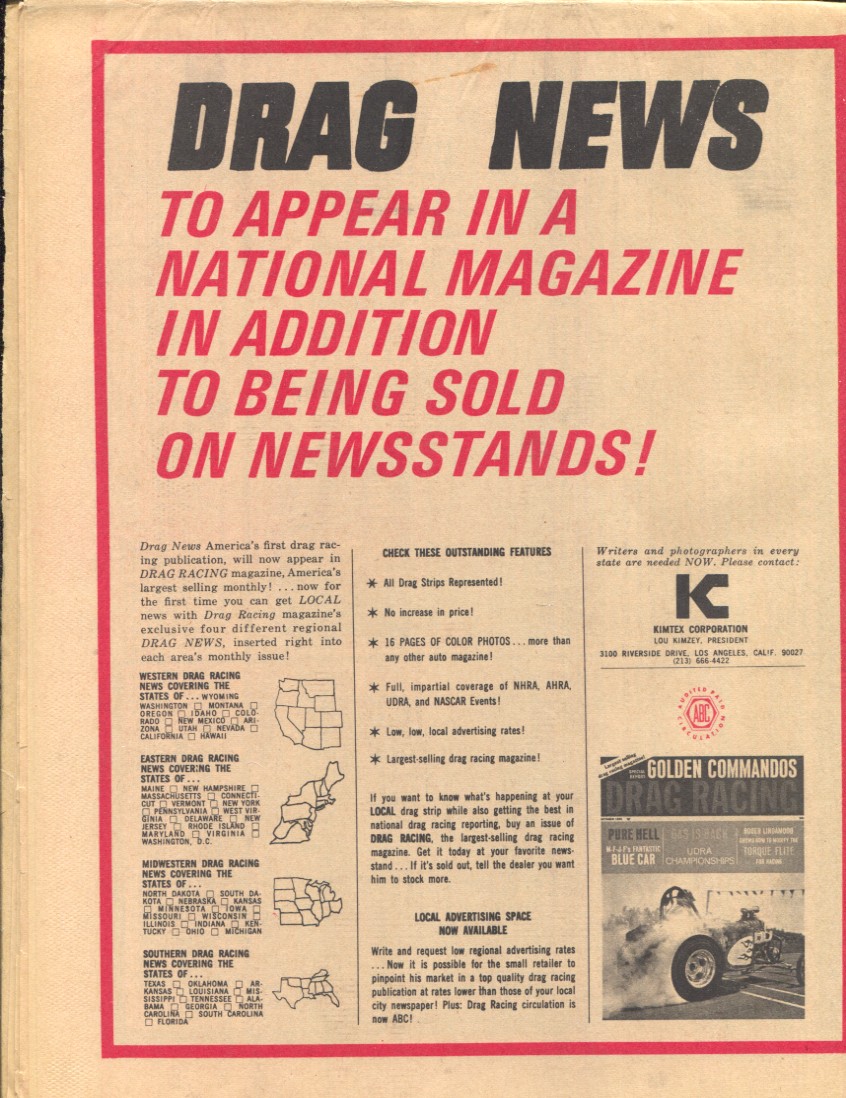 DRAG NEWS
TO APPEAR IN A
NATIONAL MAGAZINE
IN ADDITION
TO BEING SOLD
ON NEWSSTANDS!
Drag News America's first drag rac-
ing publication, will now appear in
DRAG RACING magazine, America's
largest selling monthly! ...now for
the first time you can get LOCAL
news with Drag Racing magazine's
exclusive four different regional
DRAG NEWS, inserted right into
each area's monthly issue!
WESTERN DRAG RACING
NEWS COVERING THE
STATES OF... WYOMING
WASHINGTON □ MONTANA □
OREGON □ IDAHO □ COLO-
RADO □ NEW MEXICO □ ARI-
ZONA □ UTAH □ NEVADA □
CALIFORNIA □ HAWAII
EASTERN DRAG RACING
NEWS COVERING THE
STATES OF...
MAINE □ NEW HAMPSHIRE □
MASSACHUSETTS □ CONNECTI-
CUT □ VERMONT □ NEW YORK
□ PENNSYLVANIA □ WEST VIR-
GINIA □ DELAWARE □ NEW
JERSEY □ RHODE ISLAND □
MARYLAND □ VIRGINIA □
WASHINGTON, D.C.
MIDWESTERN DRAG RACING
NEWS COVERING THE
STATES OF...
NORTH DAKOTA □ SOUTH DA-
KOTA □ NEBRASKA □ KANSAS
□ MINNESOTA □ IOWA □
MISSOURI □ WISCONSIN □
ILLINOIS □ INDIANA □ KEN-
TUCKY □ OHIO □ MICHIGAN
SOUTHERN DRAG RACING
NEWS COVERING THE
STATES OF...
TEXAS □ OKLAHOMA □ AR-
KANSAS □ LOUISIANA □ MIS-
SISSIPPI □ TENNESSEE □ ALA-
BAMA □ GEORGIA □ NORTH
CAROLINA □ SOUTH CAROLINA
□ FLORIDA
CHECK THESE OUTSTANDING FEATURES
* All Drag Strips Represented!
* No increase in price!
* 16 PAGES OF COLOR PHOTOS...more than
any other auto magazine!
* Full, impartial coverage of NHRA, AHRA,
UDRA, and NASCAR Events!
* Low, low, local advertising rates!
* Largest-selling drag racing magazine!
If you want to know what's happening at your
LOCAL drag strip while also getting the best in
national drag racing reporting, buy an issue of
DRAG RACING, the largest-selling drag racing
magazine. Get it today at your favorite news-
stand...If it's sold out, tell the dealer you want
him to stock more.
LOCAL ADVERTISING SPACE
NOW AVAILABLE
Write and request low regional advertising rates
...Now it is possible for the small retailer to
pinpoint his market in a top quality drag racing
publication at rates lower than those of your local
city newspaper! Plus: Drag Racing circulation is
now ABC!
Writers and photographers in every
state are needed NOW. Please contact:
K
KIMTEX CORPORATION
LOU KIMZEY, PRESIDENT
3100 RIVERSIDE DRIVE, LOS ANGELES, CALIF. 90027
(213) 666-4422
AUDITED PAID
ABC
CIRCULATION
Largest selling
drag racing magazine!
SPECIAL
REPORT:
GOLDEN COMMANDOS
RACING
PURE HELL
M-F-J-F's FANTASTIC
BLUE CAR
GAS IS BACK
UDRA
CHAMPIONSHIPS
ROGER LINDAMOOD
TORQUE FLITE
FOR RACING